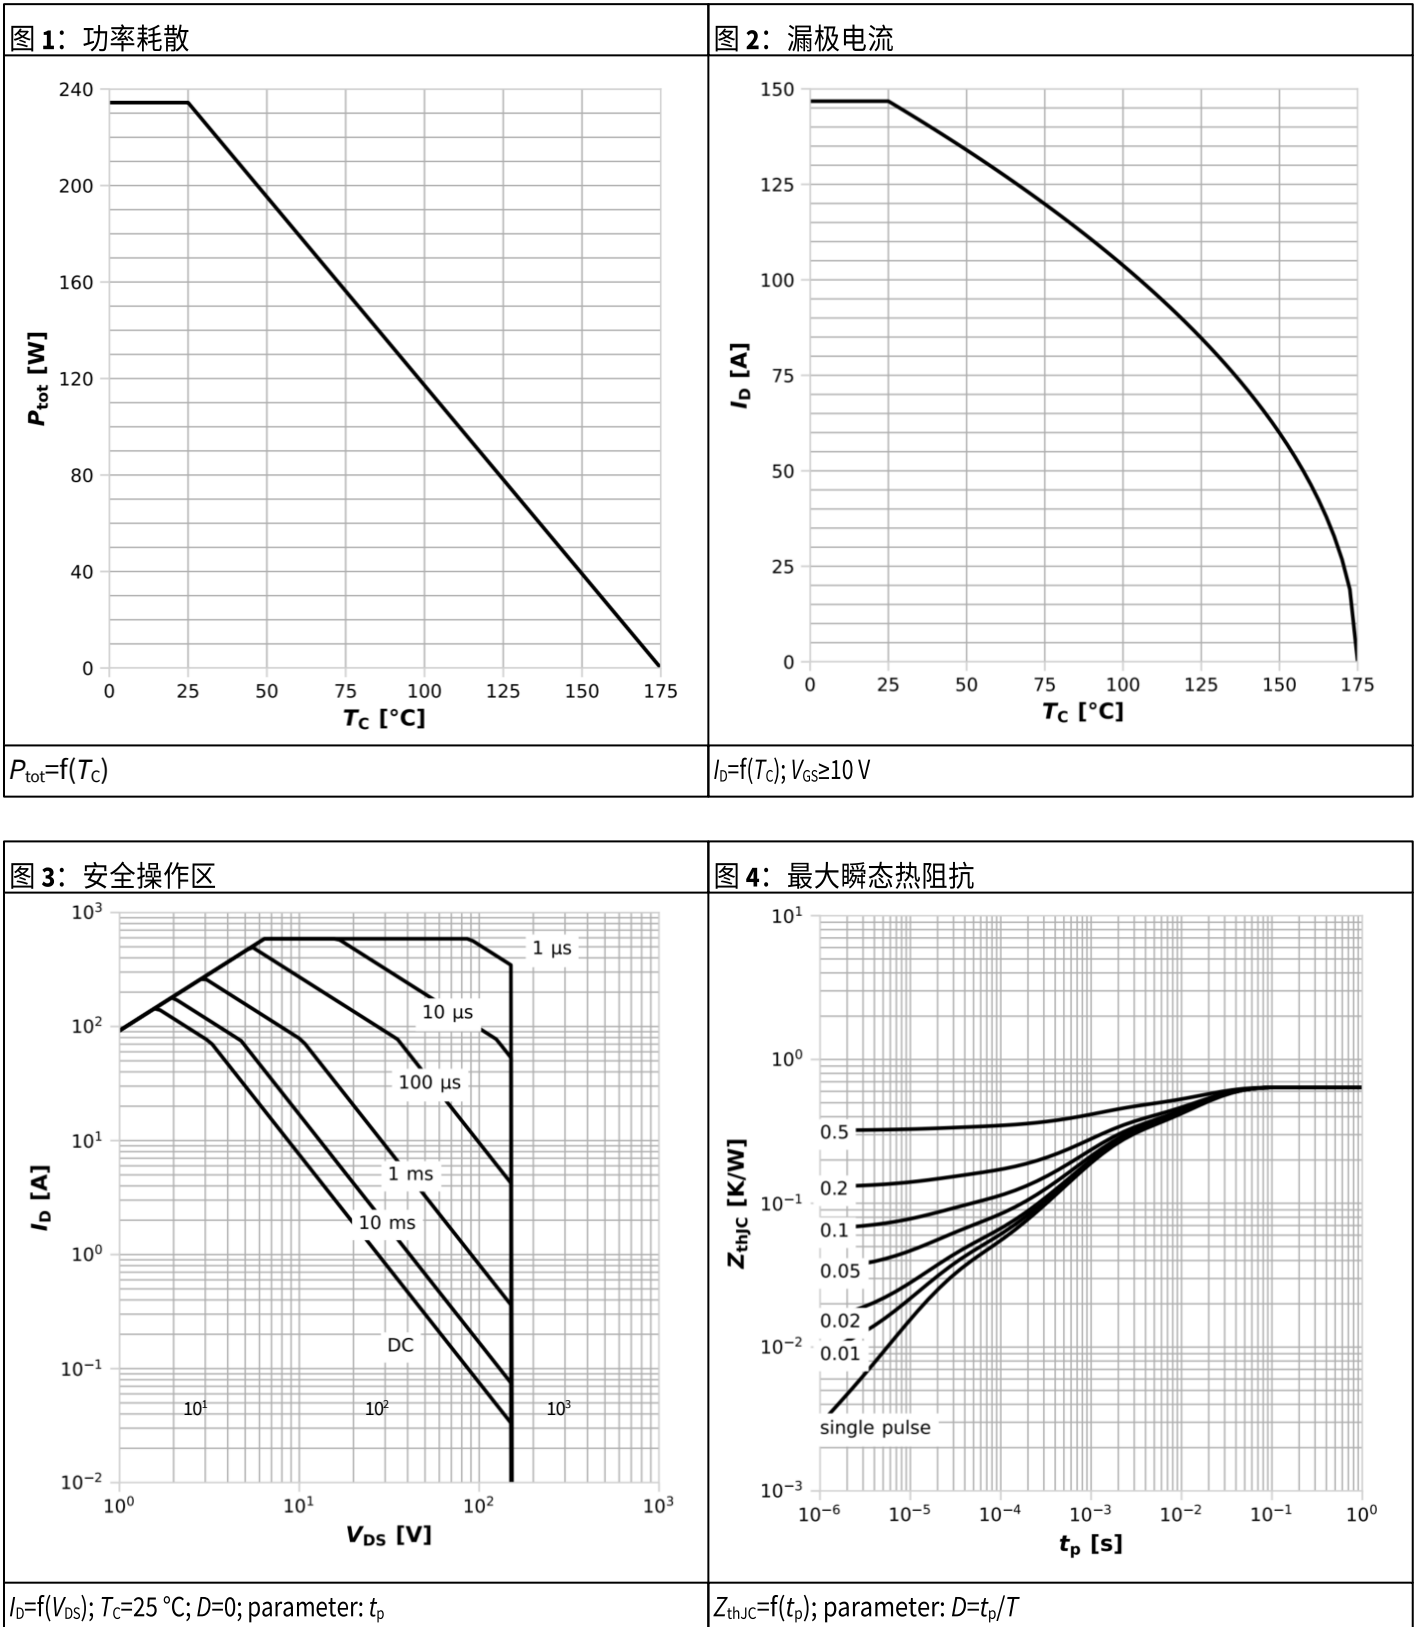 图 1：功率耗散
240
200
160
120
80
40
0
0 25 50 75 100 125 150 175
Ptot [W]
TC [°C]
Ptot=f(TC)
图 2：漏极电流
150
125
100
75
50
25
0
0 25 50 75 100 125 150 175
ID [A]
TC [°C]
ID=f(TC); VGS≥10 V
图 3：安全操作区
10³
10²
10¹
10⁰
10⁻¹
10⁻²
1 µs
10 µs
100 µs
1 ms
10 ms
DC
10¹ 10² 10³
10⁰ 10¹ 10² 10³
ID [A]
VDS [V]
ID=f(VDS); TC=25 °C; D=0; parameter: tp
图 4：最大瞬态热阻抗
10¹
10⁰
10⁻¹
10⁻²
10⁻³
0.5
0.2
0.1
0.05
0.02
0.01
single pulse
10⁻⁶ 10⁻⁵ 10⁻⁴ 10⁻³ 10⁻² 10⁻¹ 10⁰
ZthJC [K/W]
tp [s]
ZthJC=f(tp); parameter: D=tp/T